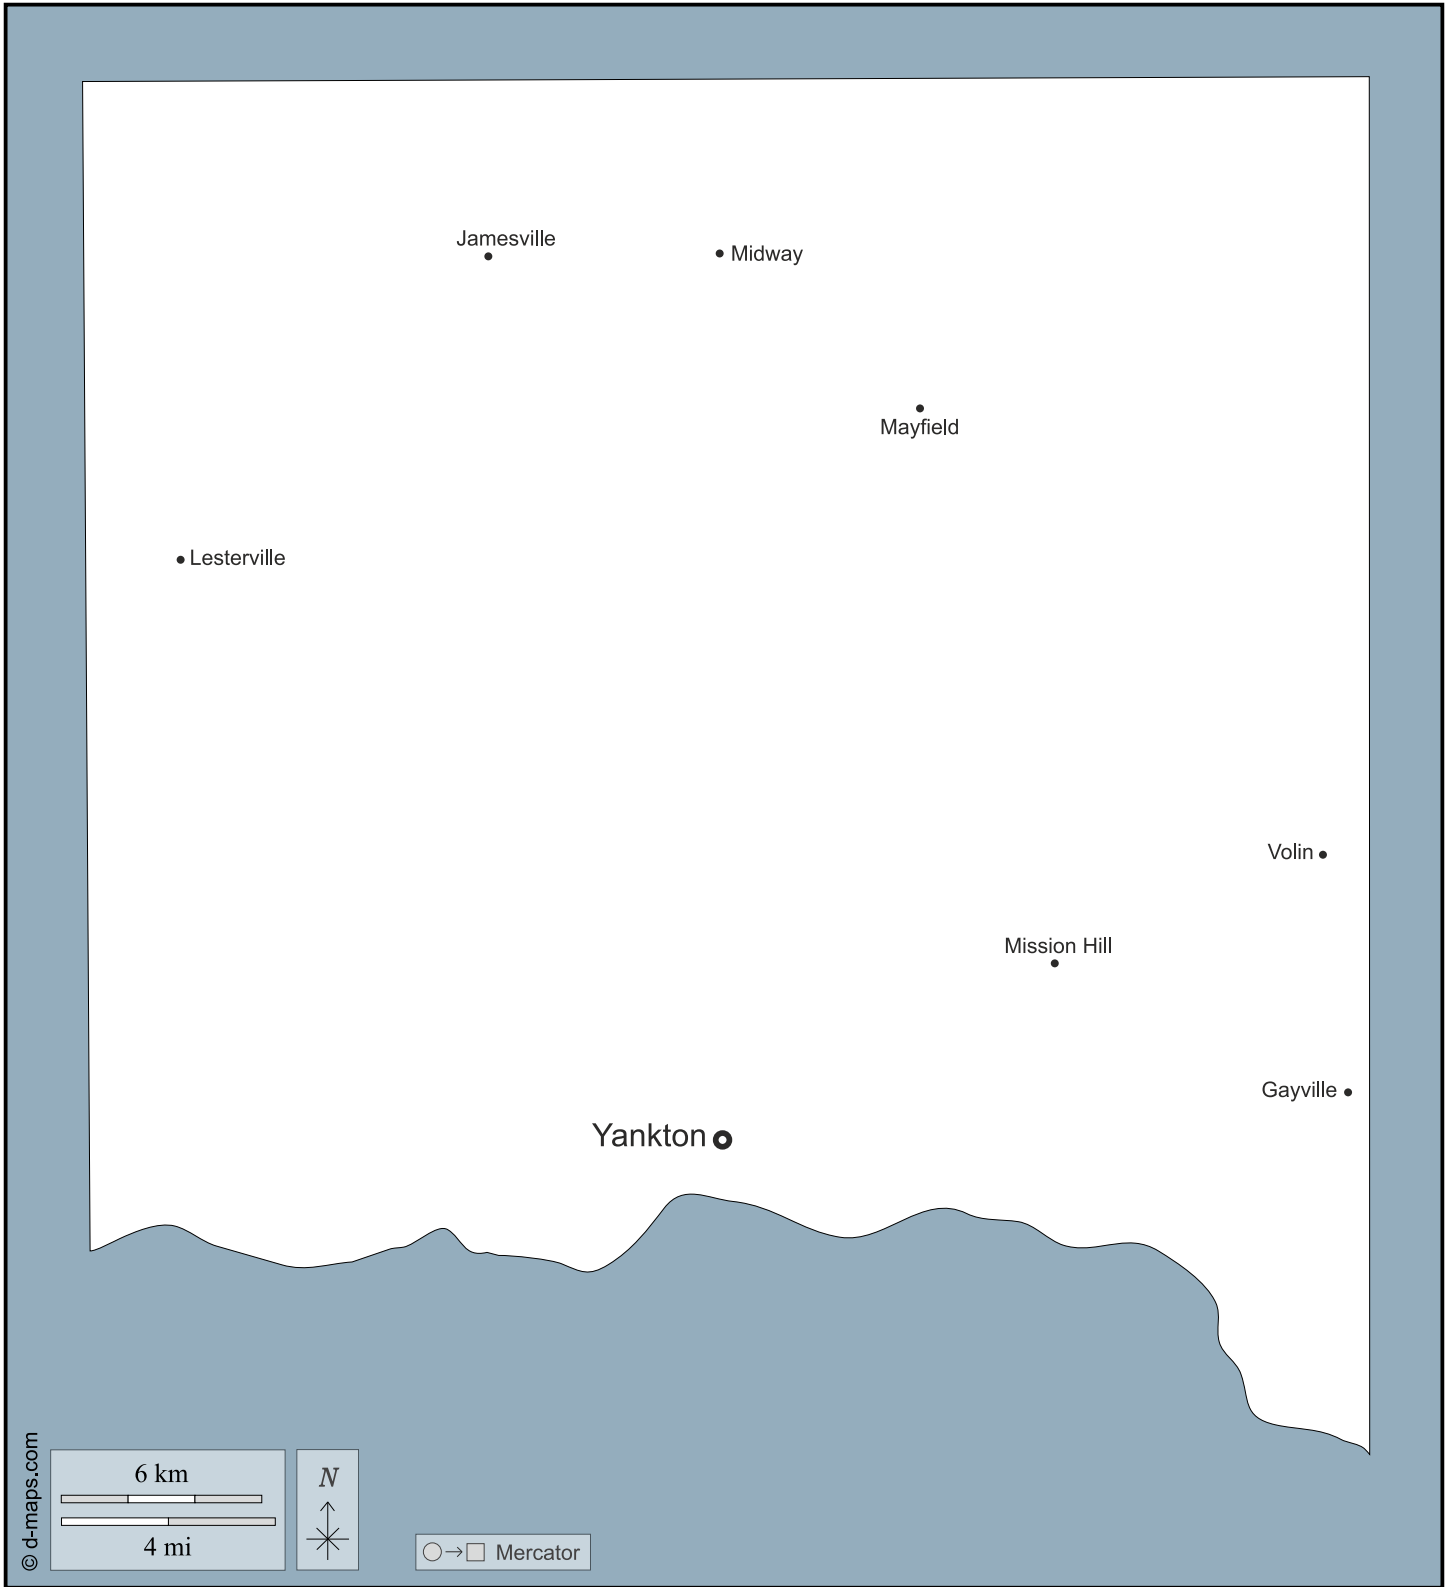 Jamesville
Midway
Mayfield
Lesterville
Volin
Mission Hill
Gayville
Yankton
© d-maps.com
6 km
4 mi
N
Mercator